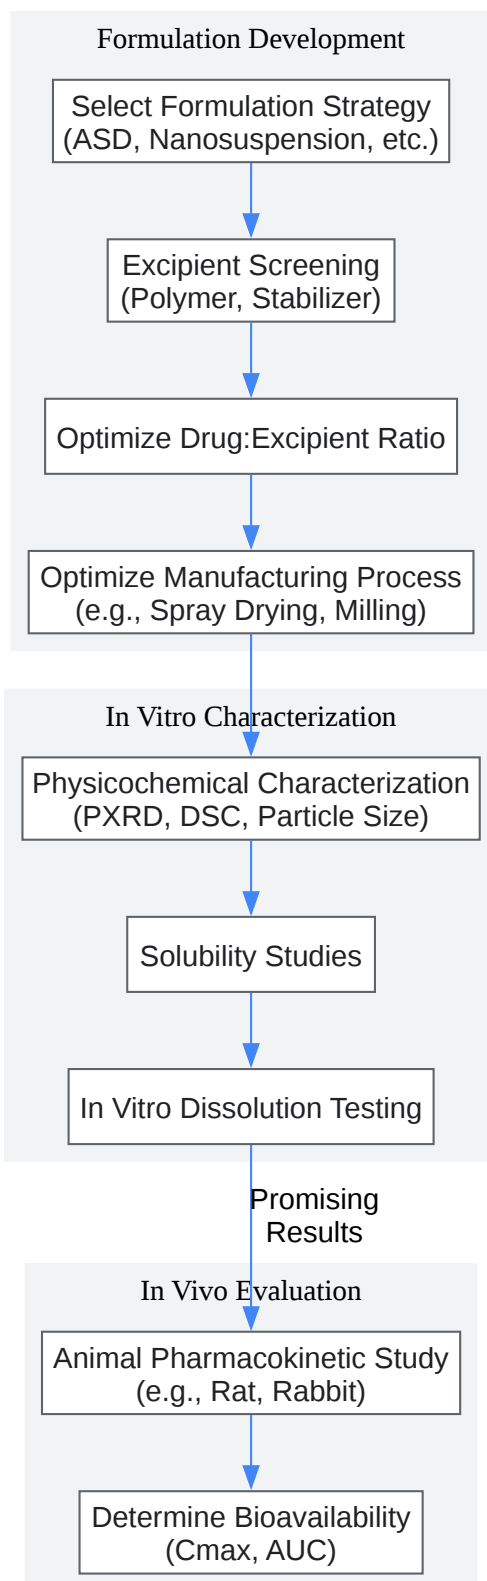 Formulation Development
Select Formulation Strategy
(ASD, Nanosuspension, etc.)
Excipient Screening
(Polymer, Stabilizer)
Optimize Drug:Excipient Ratio
Optimize Manufacturing Process
(e.g., Spray Drying, Milling)
In Vitro Characterization
Physicochemical Characterization
(PXRD, DSC, Particle Size)
Solubility Studies
In Vitro Dissolution Testing
Promising
Results
In Vivo Evaluation
Animal Pharmacokinetic Study
(e.g., Rat, Rabbit)
Determine Bioavailability
(Cmax, AUC)